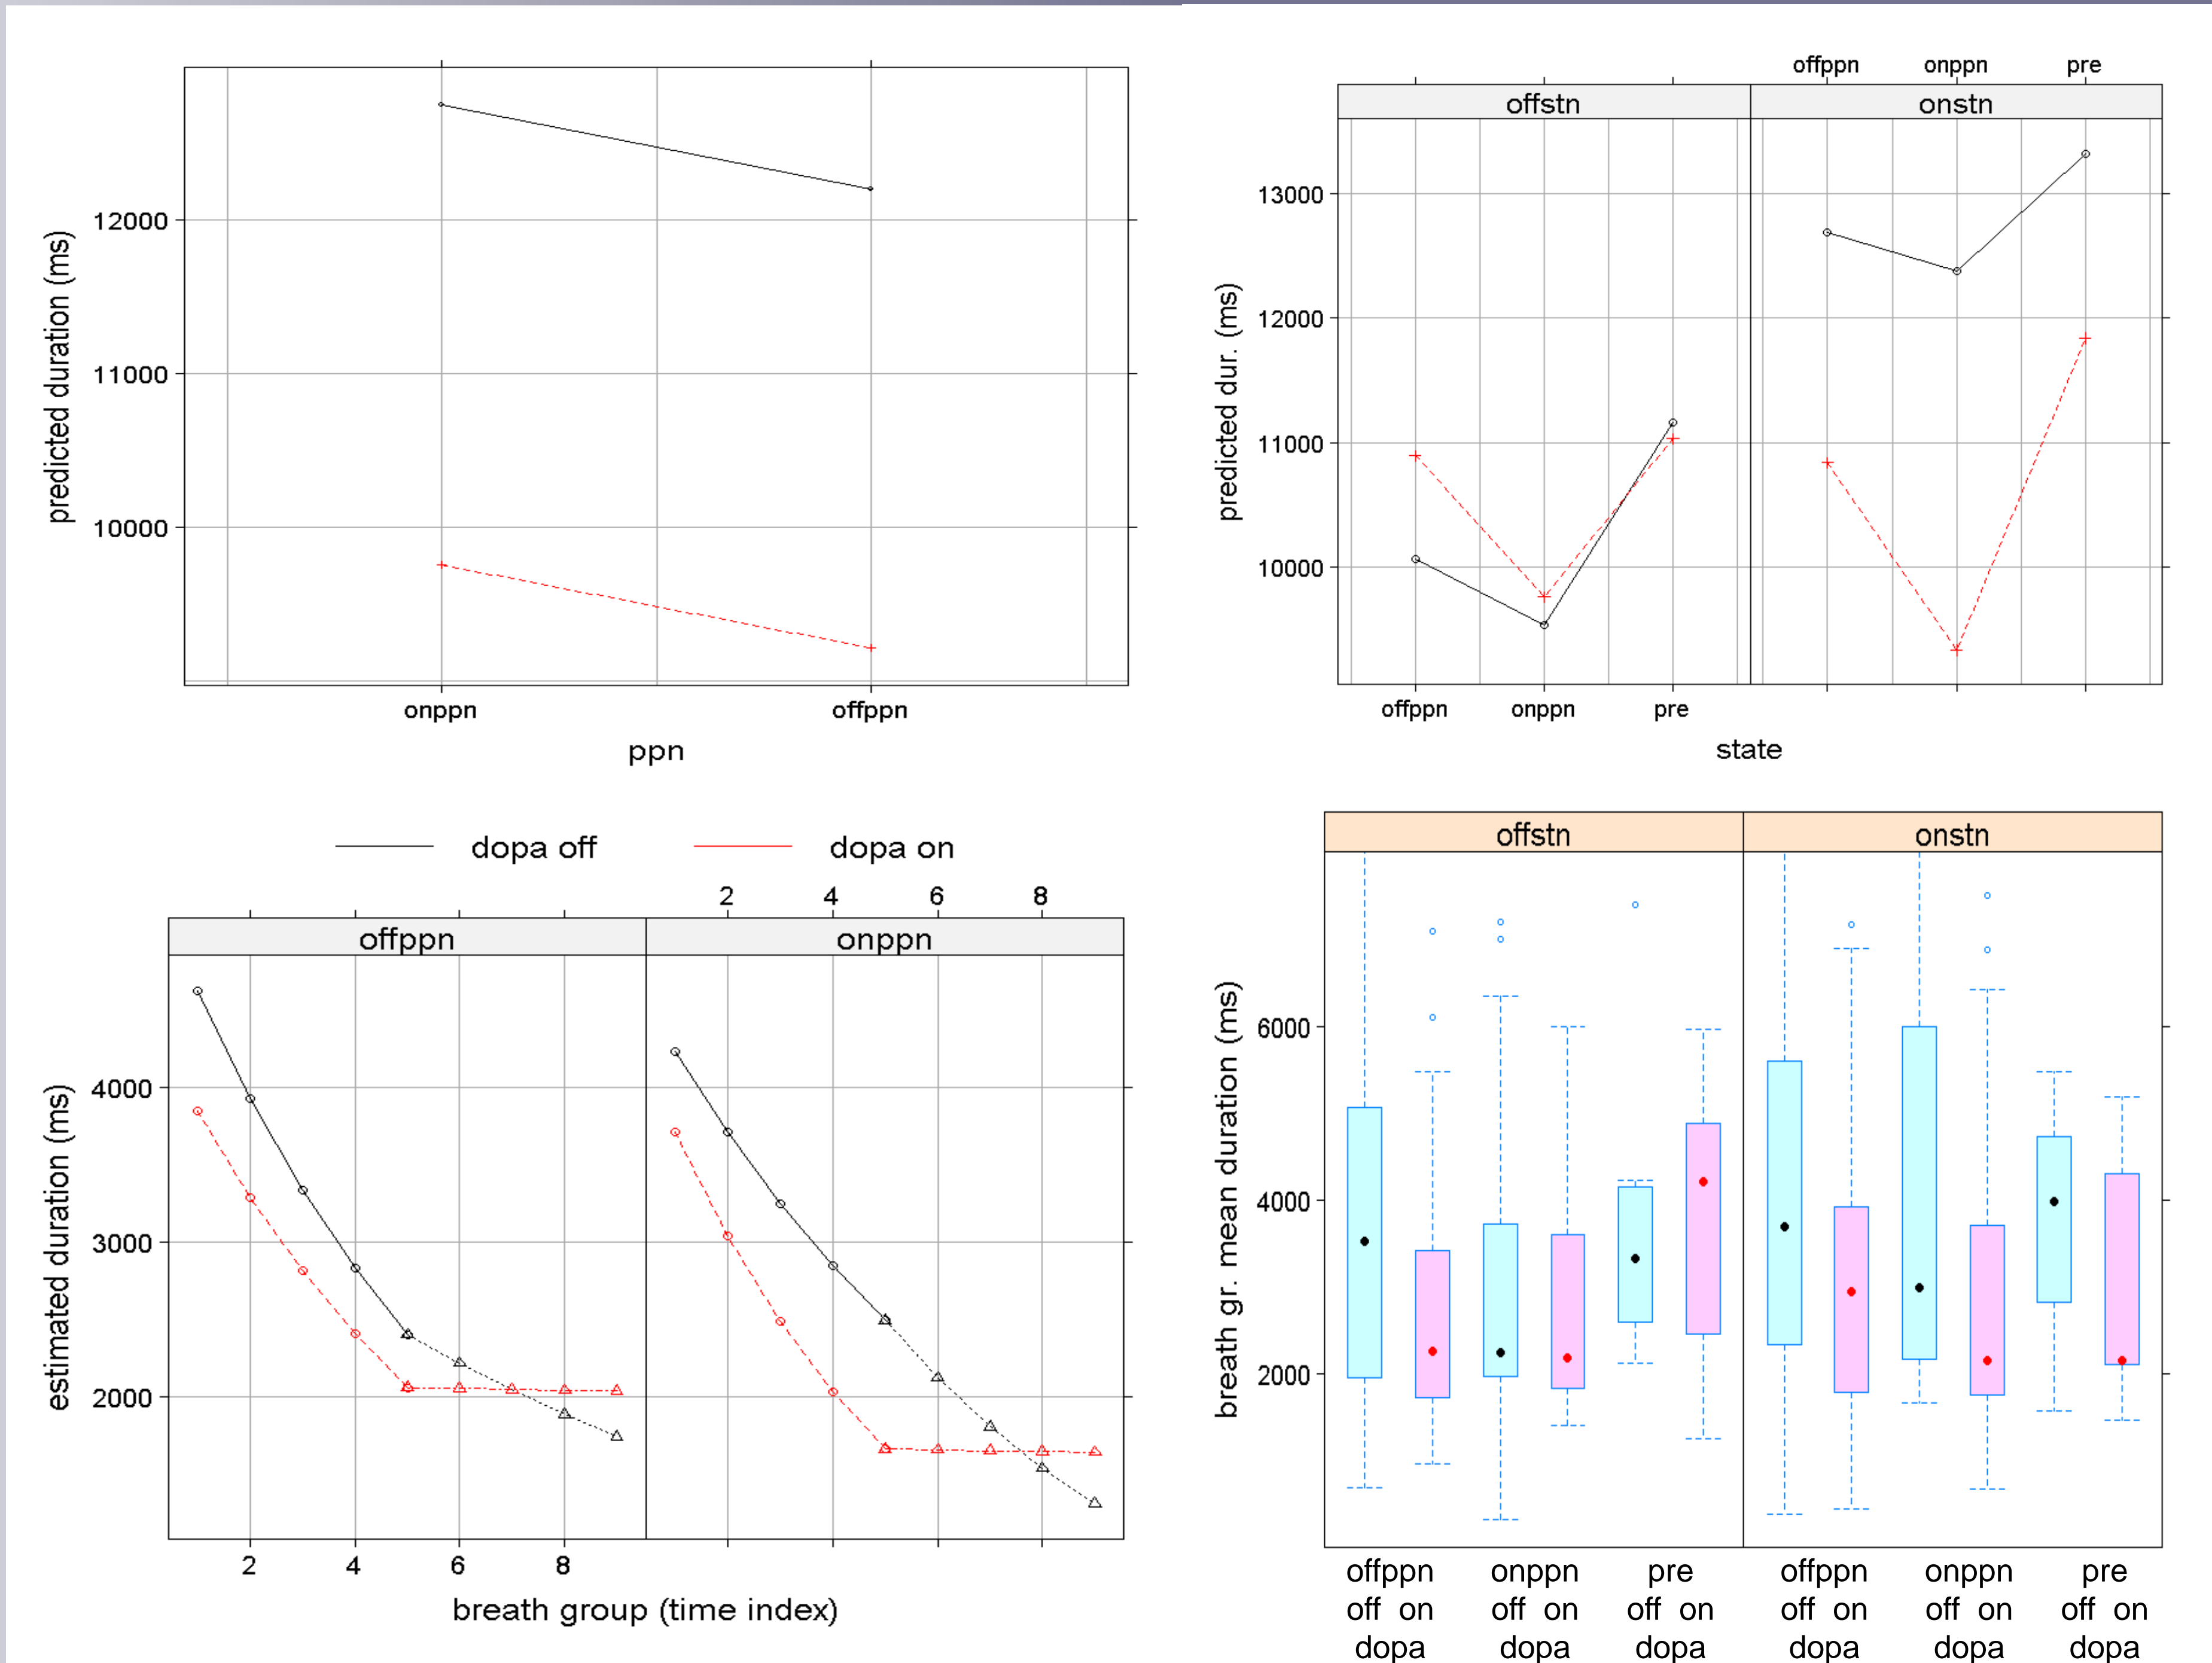 predicted duration (ms)
12000
11000
10000
onppn
offppn
ppn
offppn onppn pre
offstn onstn
predicted dur. (ms)
13000
12000
11000
10000
offppn onppn pre
state
dopa off dopa on
2 4 6 8
offppn onppn
estimated duration (ms)
4000
3000
2000
2 4 6 8
breath group (time index)
offstn onstn
breath gr. mean duration (ms)
6000
4000
2000
offppn onppn pre offppn onppn pre
off on off on off on off on off on off on
dopa dopa dopa dopa dopa dopa